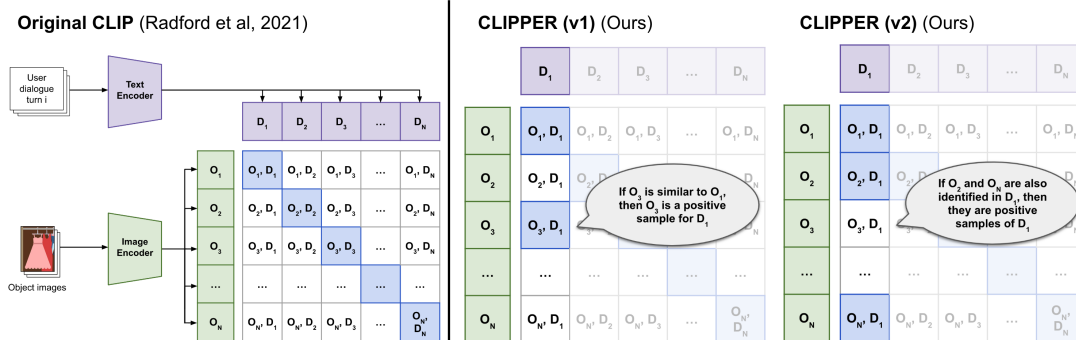 Original CLIP (Radford et al, 2021)
User
dialogue
turn i
Text
Encoder
D1 D2 D3 ... DN
O1 O1, D1 O1, D2 O1, D3 ... O1, DN
O2 O2, D1 O2, D2 O2, D3 ... O2, DN
O3 O3, D1 O3, D2 O3, D3 ... O3, DN
... ... ... ... ... ...
ON ON, D1 ON, D2 ON, D3 ... ON, DN
Image
Encoder
Object images
CLIPPER (v1) (Ours)
D1 D2 D3 ... DN
O1 O1, D1 O1, D2 O1, D3 ... O1, DN
O2 O2, D1
O3 O3, D1
If O3 is similar to O1,
then O3 is a positive
sample for D1
... ... ... ... ... ...
ON ON, D1 ON, D2 ON, D3 ... ON, DN
CLIPPER (v2) (Ours)
D1 D2 D3 ... DN
O1 O1, D1 O1, D2 O1, D3 ...
O2 O2, D1
O3 O3, D1
If O2 and ON are also
identified in D1, then
they are positive
samples of D1
... ... ... ... ...
ON ON, D1 ON, D2 ON, D3 ... ON, DN